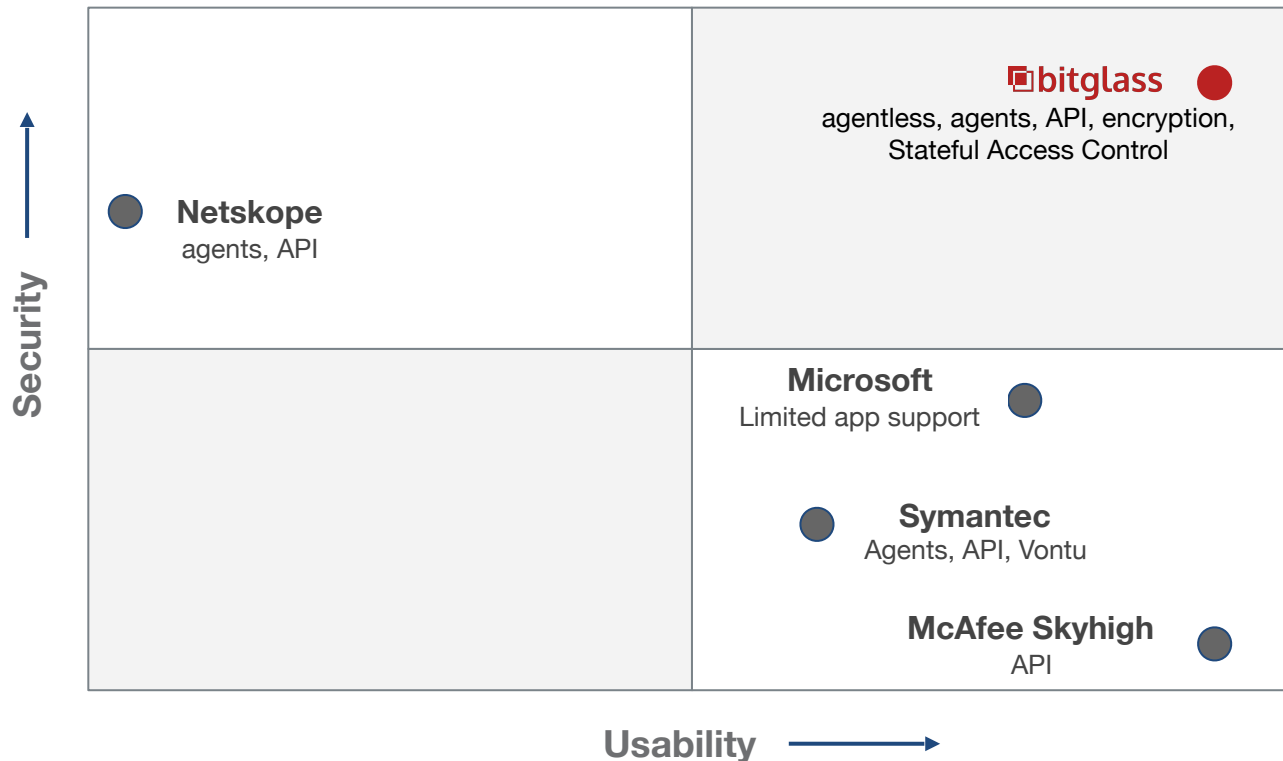 bitglass
agentless, agents, API, encryption,
Stateful Access Control
Netskope
agents, API
Security
Microsoft
Limited app support
Symantec
Agents, API, Vontu
McAfee Skyhigh
API
Usability